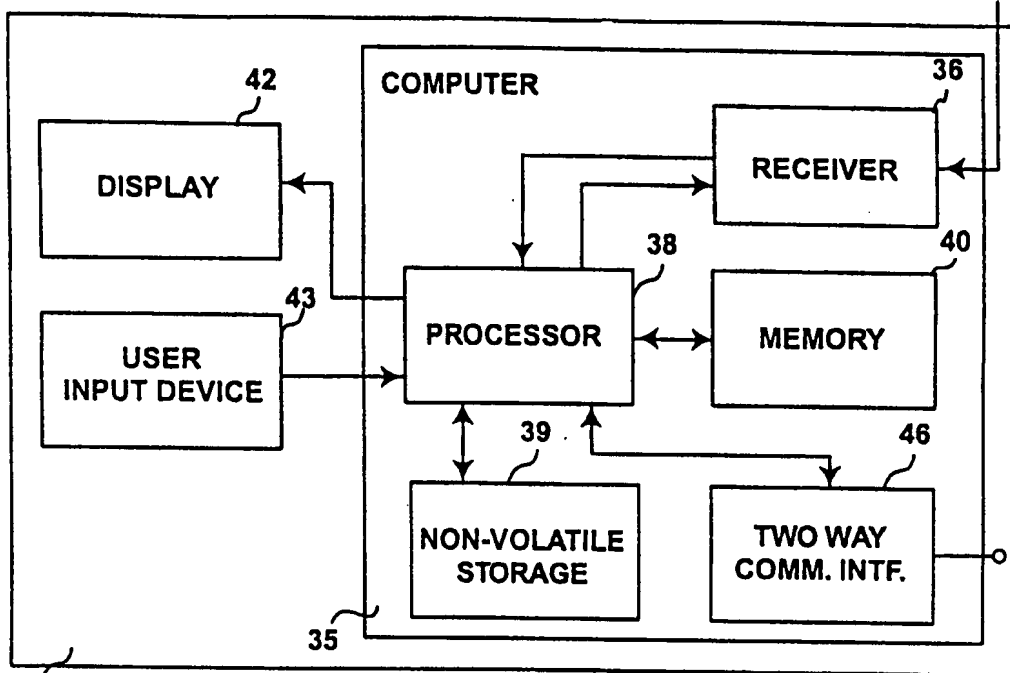 42
COMPUTER
36
DISPLAY
RECEIVER
38
40
43
PROCESSOR
MEMORY
USER
INPUT DEVICE
39
46
NON-VOLATILE
STORAGE
TWO WAY
COMM. INTF.
35